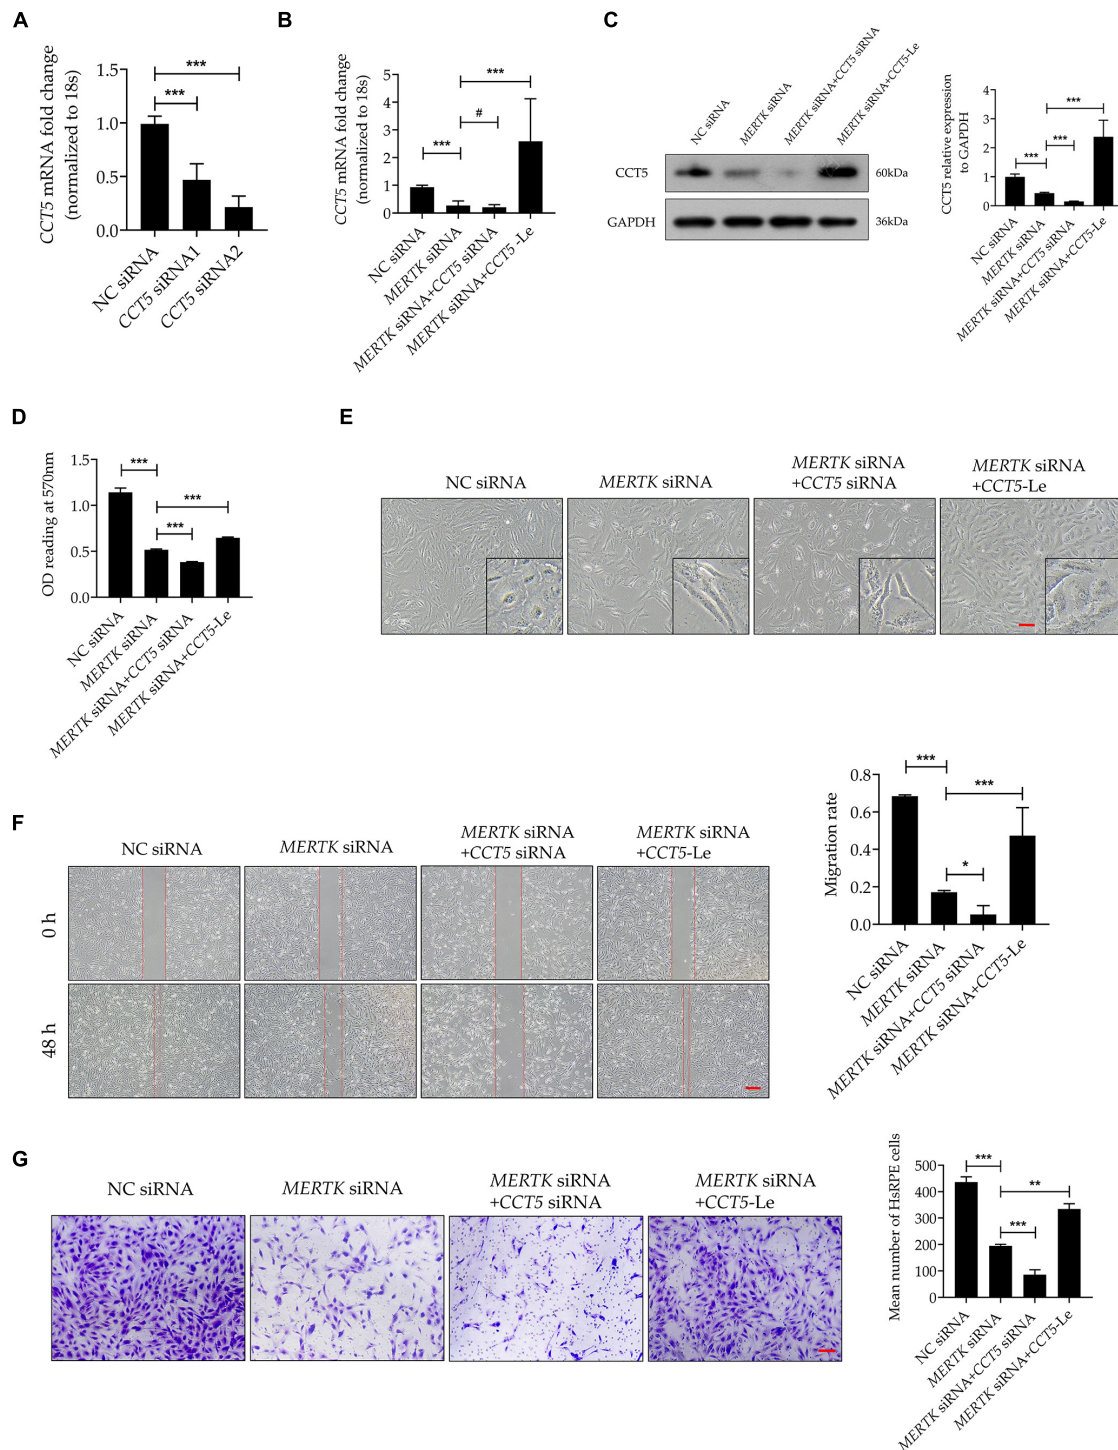 A
CCT5 mRNA fold change
(normalized to 18s)
1.5
1.0
0.5
0.0
***
***
NC siRNA
CCT5 siRNA1
CCT5 siRNA2
B
CCT5 mRNA fold change
(normalized to 18s)
5
4
3
2
1
0
***
#
***
NC siRNA
MERTK siRNA
MERTK siRNA+CCT5 siRNA
MERTK siRNA+CCT5 -Le
C
NC siRNA
MERTK siRNA
MERTK siRNA+CCT5 siRNA
MERTK siRNA+CCT5-Le
CCT5
60kDa
GAPDH
36kDa
CCT5 relative expression
to GAPDH
4
3
2
1
0
***
***
***
NC siRNA
MERTK siRNA
MERTK siRNA+CCT5 siRNA
MERTK siRNA+CCT5-Le
D
OD reading at 570nm
1.5
1.0
0.5
0.0
***
***
***
NC siRNA
MERTK siRNA
MERTK siRNA+CCT5 siRNA
MERTK siRNA+CCT5-Le
E
NC siRNA
MERTK siRNA
MERTK siRNA
+CCT5 siRNA
MERTK siRNA
+CCT5-Le
F
NC siRNA
MERTK siRNA
MERTK siRNA
+CCT5 siRNA
MERTK siRNA
+CCT5-Le
0 h
48 h
Migration rate
0.8
0.6
0.4
0.2
0.0
***
***
*
NC siRNA
MERTK siRNA
MERTK siRNA+CCT5 siRNA
MERTK siRNA+CCT5-Le
G
NC siRNA
MERTK siRNA
MERTK siRNA
+CCT5 siRNA
MERTK siRNA
+CCT5-Le
Mean number of HsRPE cells
500
400
300
200
100
0
***
**
***
NC siRNA
MERTK siRNA
MERTK siRNA+CCT5 siRNA
MERTK siRNA+CCT5-Le